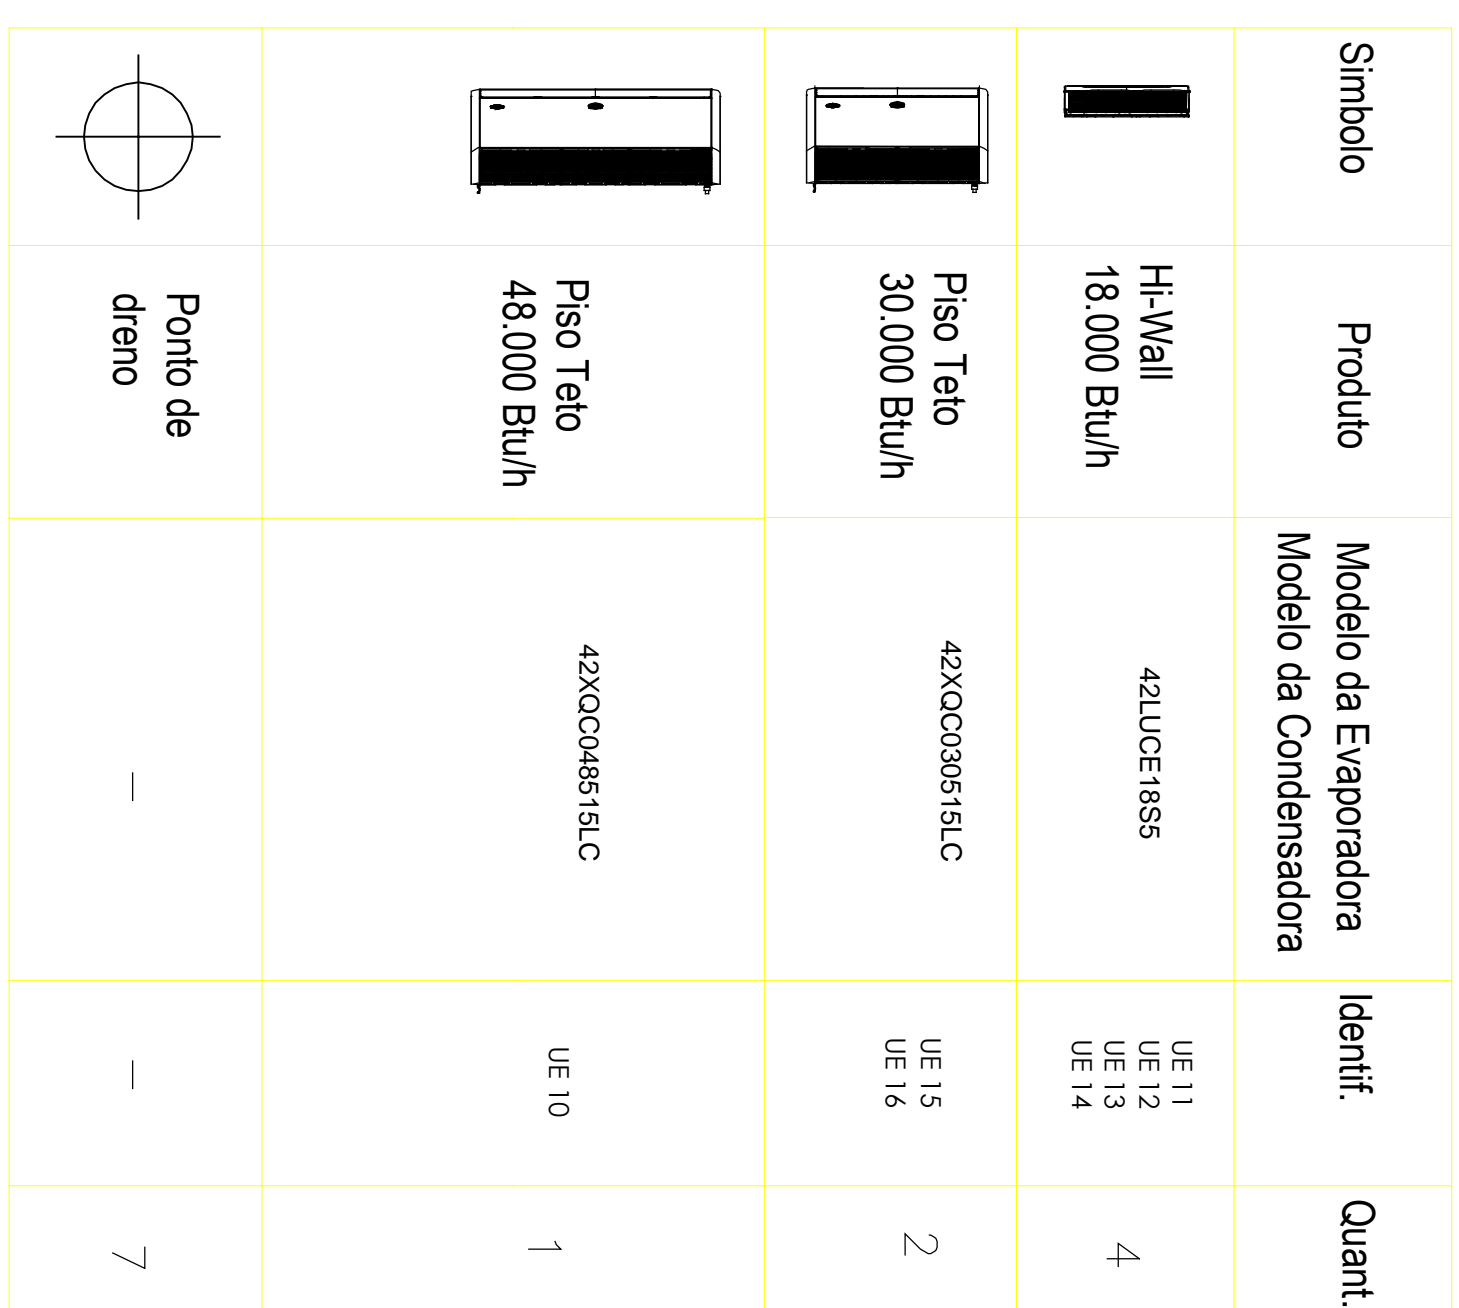 Simbolo
Produto
Modelo da Evaporadora
Modelo da Condensadora
Identif.
Quant.
Hi-Wall
18.000 Btu/h
42LUCE18S5
UE 11
UE 12
UE 13
UE 14
4
Piso Teto
30.000 Btu/h
42XQC030515LC
UE 15
UE 16
2
Piso Teto
48.000 Btu/h
42XQC048515LC
UE 10
1
Ponto de
dreno
—
—
7